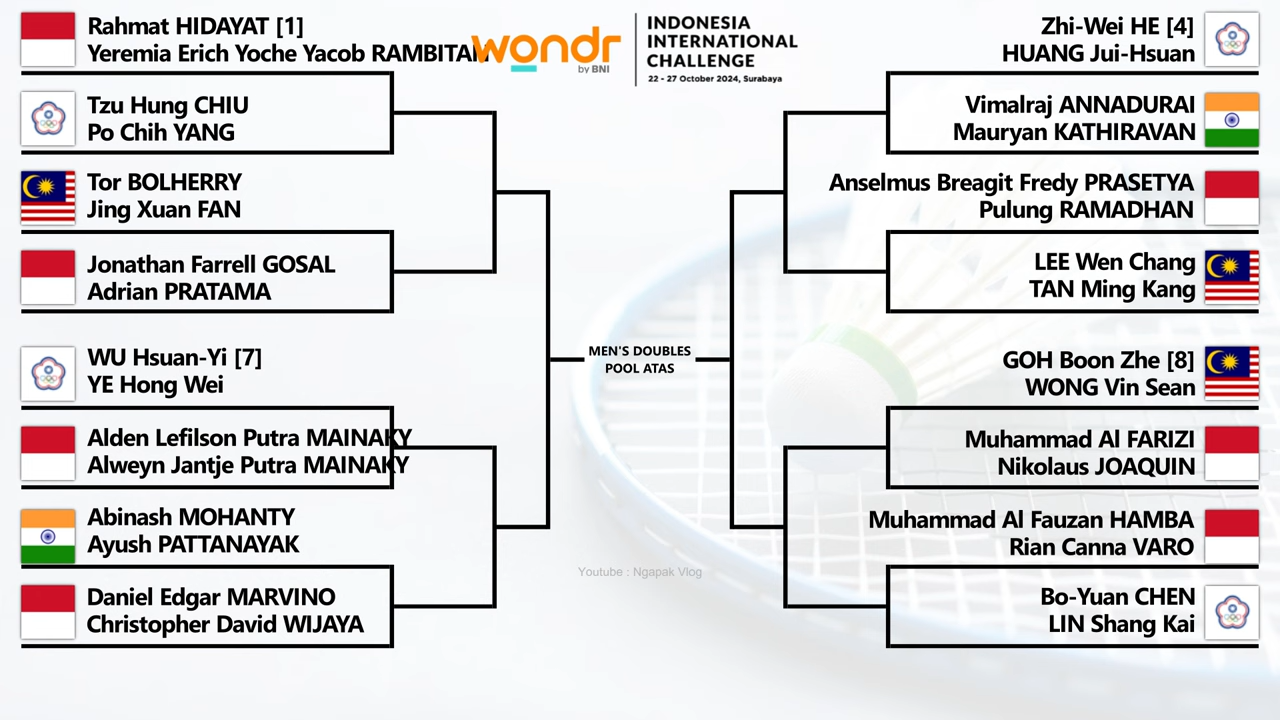 Rahmat HIDAYAT [1]
Yeremia Erich Yoche Yacob RAMBITAN
Tzu Hung CHIU
Po Chih YANG
Tor BOLHERRY
Jing Xuan FAN
Jonathan Farrell GOSAL
Adrian PRATAMA
WU Hsuan-Yi [7]
YE Hong Wei
Alden Lefilson Putra MAINAKY
Alweyn Jantje Putra MAINAKY
Abinash MOHANTY
Ayush PATTANAYAK
Daniel Edgar MARVINO
Christopher David WIJAYA
wondr
by BNI
INDONESIA
INTERNATIONAL
CHALLENGE
22 - 27 October 2024, Surabaya
MEN'S DOUBLES
POOL ATAS
Youtube : Ngapak Vlog
Zhi-Wei HE [4]
HUANG Jui-Hsuan
Vimalraj ANNADURAI
Mauryan KATHIRAVAN
Anselmus Breagit Fredy PRASETYA
Pulung RAMADHAN
LEE Wen Chang
TAN Ming Kang
GOH Boon Zhe [8]
WONG Vin Sean
Muhammad Al FARIZI
Nikolaus JOAQUIN
Muhammad Al Fauzan HAMBA
Rian Canna VARO
Bo-Yuan CHEN
LIN Shang Kai